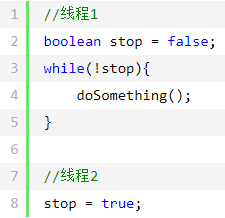 1 //线程1
2 boolean stop = false;
3 while(!stop){
4     doSomething();
5 }
6
7 //线程2
8 stop = true;